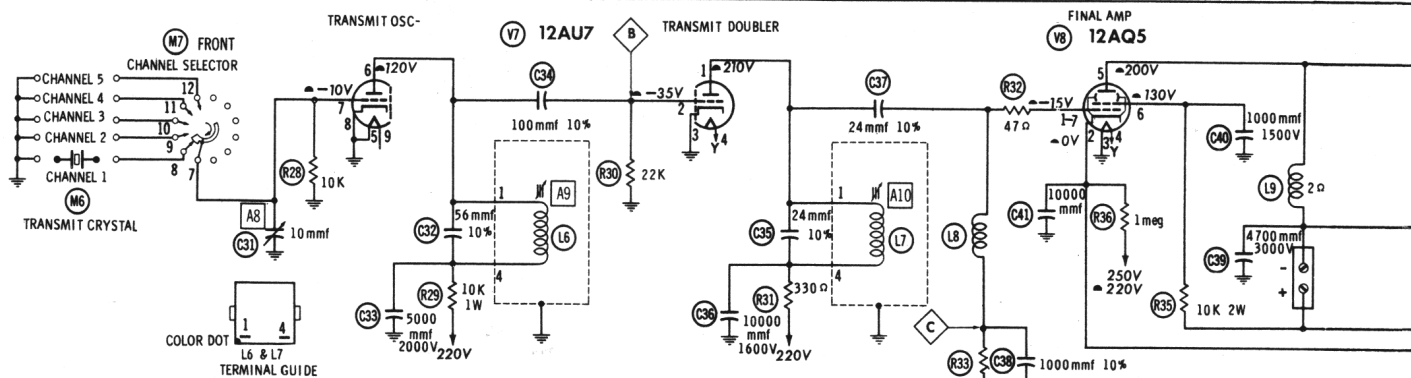 TRANSMIT OSC-
V7 12AU7
B
TRANSMIT DOUBLER
FINAL AMP
V8 12AQ5
M7 FRONT
CHANNEL SELECTOR
CHANNEL 5
CHANNEL 4
CHANNEL 3
CHANNEL 2
CHANNEL 1
12
11
10
9
8
7
M6
TRANSMIT CRYSTAL
A8
C31
10mmf
R28
10K
-10V
120V
6
7
8
5
9
C34
100mmf 10%
-35V
R30
22K
1
A9
L6
4
56mmf
10%
C32
C33
5000
mmf
2000V
R29
10K
1W
220V
210V
1
2
3
4
Y
C37
24mmf 10%
1
A10
L7
4
24mmf
10%
C35
C36
10000
mmf
1600V
R31
330Ω
220V
R32
47Ω
-15V
1-7
0V
200V
5
130V
6
2
3
4
Y
L8
C
R33
C38
1000mmf 10%
C41
10000
mmf
R36
1meg
250V
220V
R35
10K 2W
C40
1000mmf
1500V
L9
2Ω
C39
4700mmf
3000V
-
+
COLOR DOT
1 4
L6 & L7
TERMINAL GUIDE